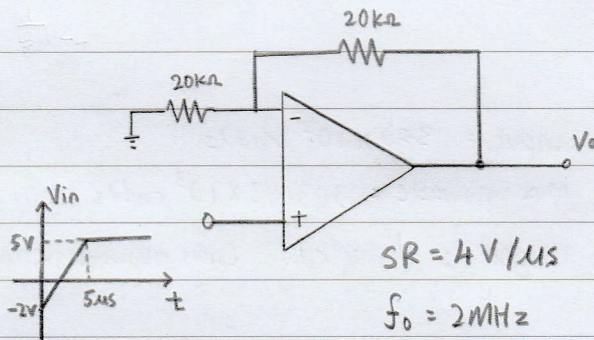 20kΩ
20kΩ
-
Vo
+
Vin
5V
5μs
t
-2V
SR = 4V/μs
f₀ = 2MHz